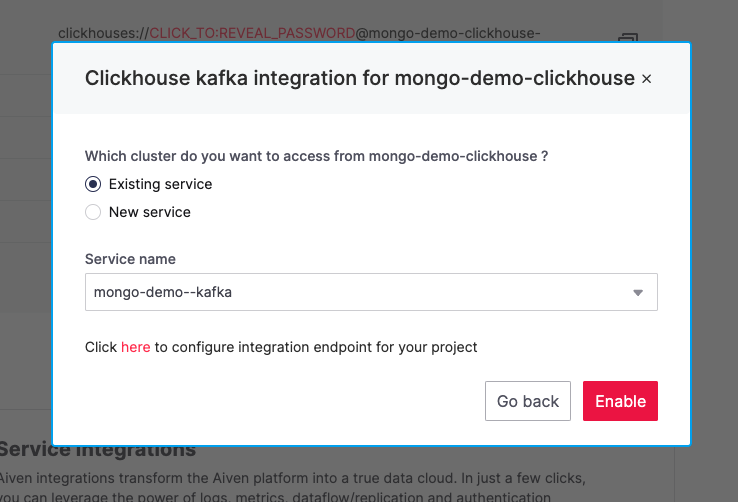 clickhouses://CLICK_TO:REVEAL_PASSWORD@mongo-demo-clickhouse-
Clickhouse kafka integration for mongo-demo-clickhouse ×
Which cluster do you want to access from mongo-demo-clickhouse ?
Existing service
New service
Service name
mongo-demo--kafka
Click here to configure integration endpoint for your project
Go back
Enable
Service integrations
Aiven integrations transform the Aiven platform into a true data cloud. In just a few clicks,
you can leverage the power of logs, metrics, dataflow/replication and authentication